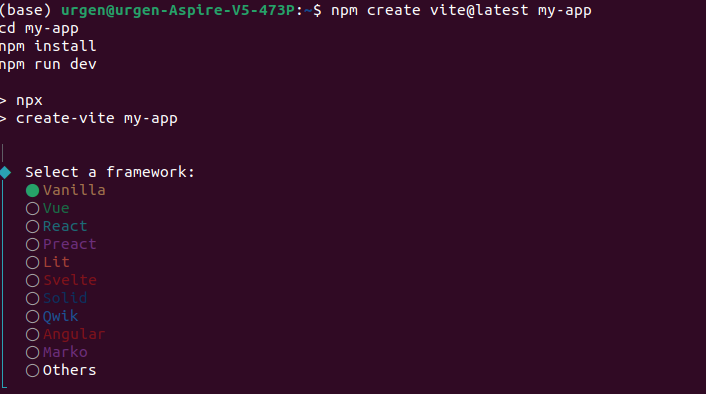 (base) urgen@urgen-Aspire-V5-473P:~$ npm create vite@latest my-app
cd my-app
npm install
npm run dev
> npx
> create-vite my-app
Select a framework:
Vanilla
Vue
React
Preact
Lit
Svelte
Solid
Qwik
Angular
Marko
Others